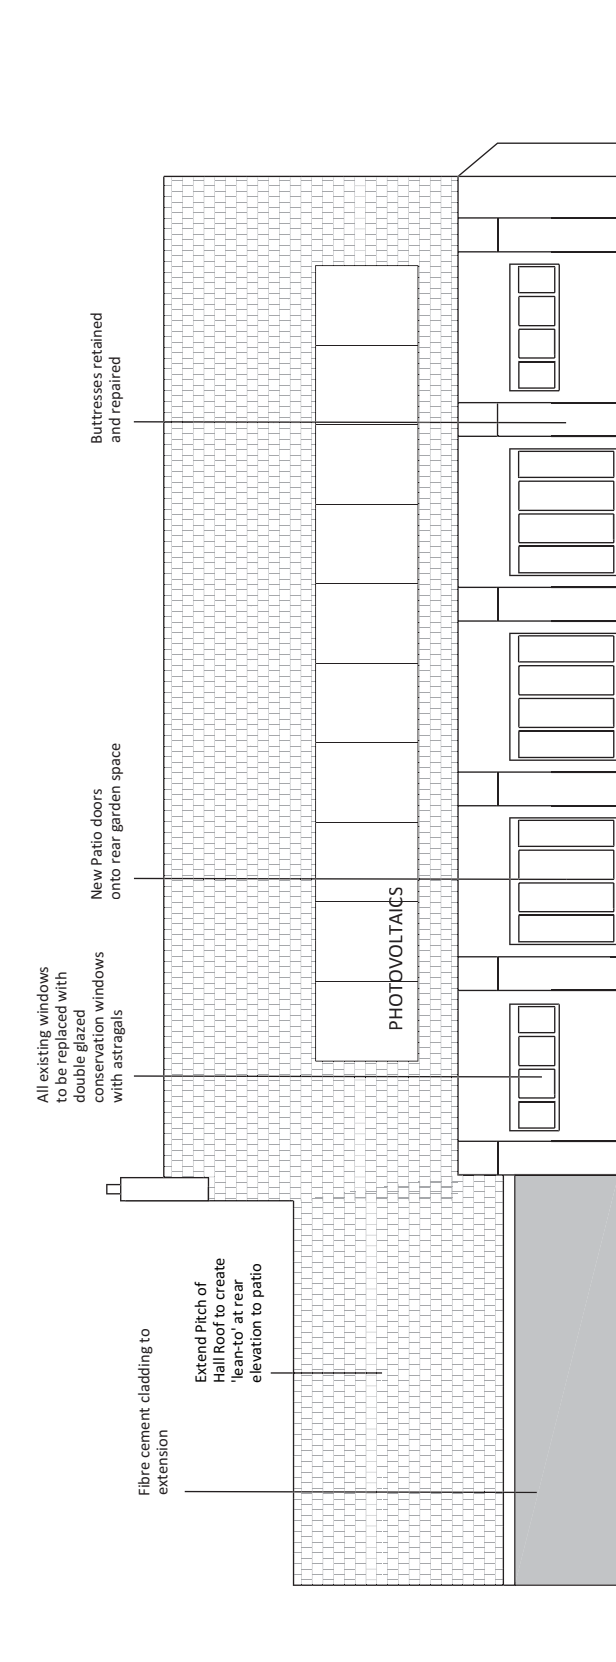 Fibre cement cladding to
extension
Extend Pitch of
Hall Roof to create
'lean-to' at rear
elevation to patio
All existing windows
to be replaced with
double glazed
conservation windows
with astragals
New Patio doors
onto rear garden space
Buttresses retained
and repaired
PHOTOVOLTAICS